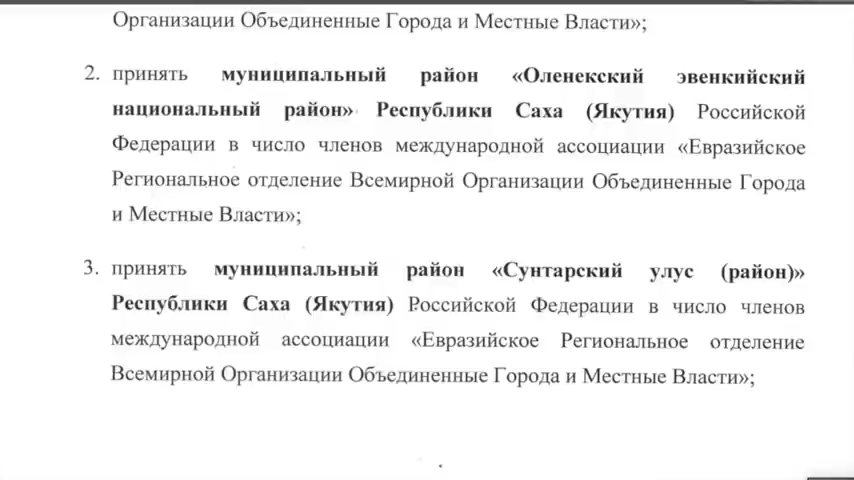 Организации Объединенные Города и Местные Власти»;
2. принять муниципальный район «Оленекский эвенкийский
национальный район» Республики Саха (Якутия) Российской
Федерации в число членов международной ассоциации «Евразийское
Региональное отделение Всемирной Организации Объединенные Города
и Местные Власти»;
3. принять муниципальный район «Сунтарский улус (район)»
Республики Саха (Якутия) Российской Федерации в число членов
международной ассоциации «Евразийское Региональное отделение
Всемирной Организации Объединенные Города и Местные Власти»;